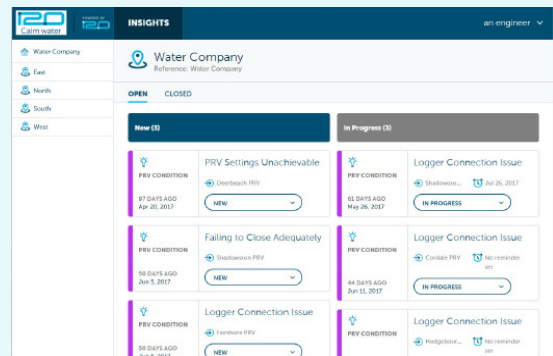 i2O
Calm water
POWERED BY
i2O
INSIGHTS
an engineer
Water Company
East
North
South
West
Water Company
Reference: Water Company
OPEN CLOSED
New (3)
PRV CONDITION
97 DAYS AGO
Apr 20, 2017
PRV Settings Unachievable
Deerbeach PRV
NEW
PRV CONDITION
50 DAYS AGO
Jun 5, 2017
Failing to Close Adequately
NEW
PRV CONDITION
50 DAYS AGO
Logger Connection Issue
NEW
In Progress (3)
PRV CONDITION
61 DAYS AGO
May 26, 2017
Logger Connection Issue
Jul 26, 2017
IN PROGRESS
PRV CONDITION
44 DAYS AGO
Jun 11, 2017
Logger Connection Issue
Cordale PRV
No reminder
set
IN PROGRESS
PRV CONDITION
Logger Connection Issue
No reminder
set